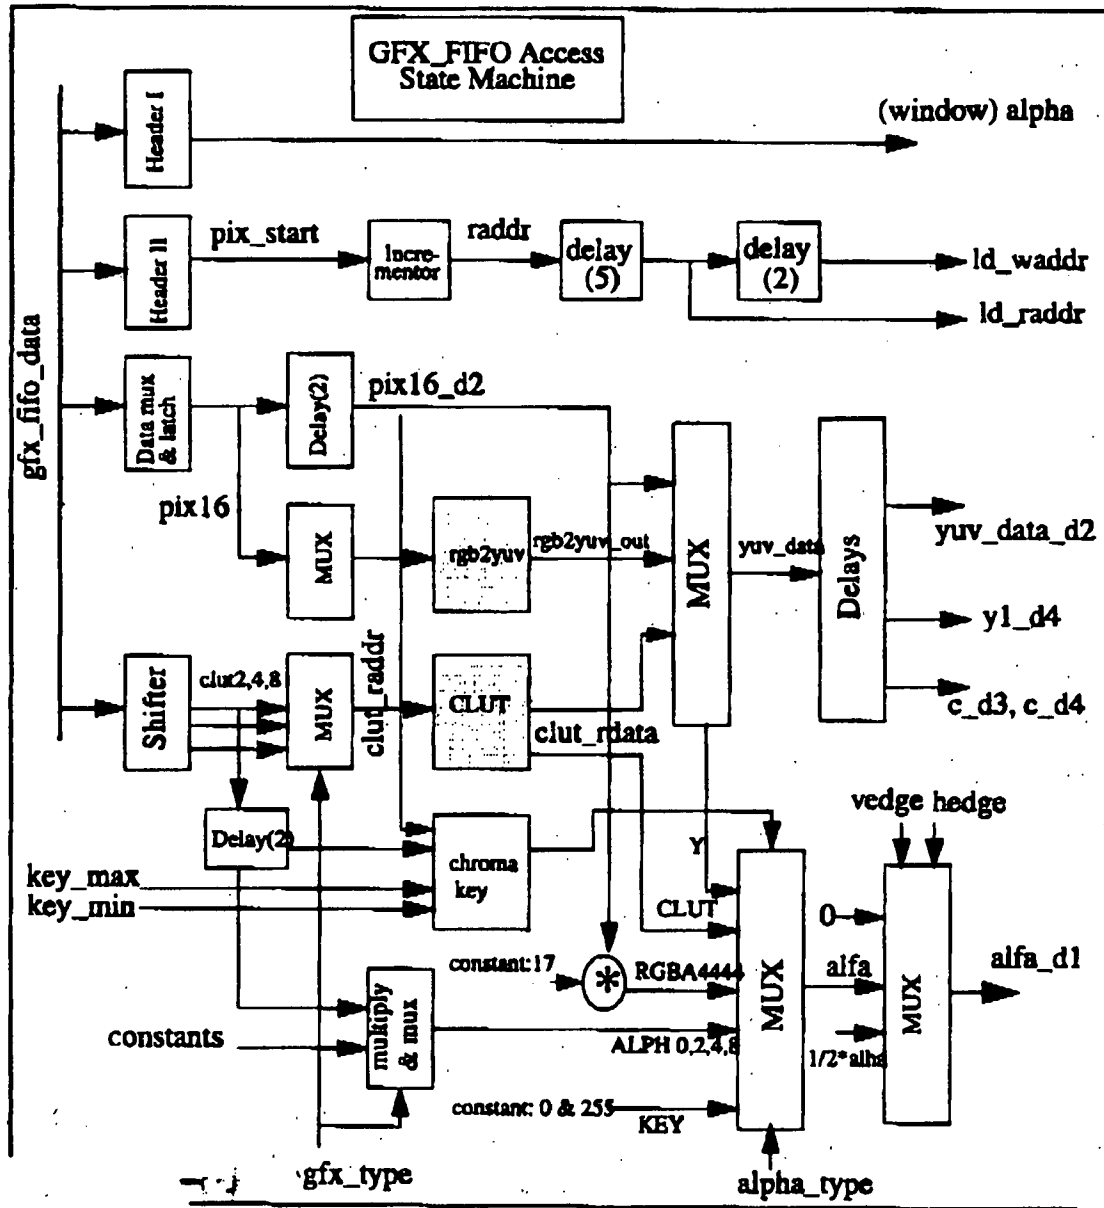 GFX_FIFO Access
State Machine
Header I
(window) alpha
Header II
pix_start
Incre-
mentor
raddr
delay
(5)
delay
(2)
ld_waddr
ld_raddr
gfx_fifo_data
Data mux
& latch
Delay(2)
pix16_d2
pix16
MUX
rgb2yuv
rgb2yuv_out
MUX
yuv_data
Delays
yuv_data_d2
y1_d4
c_d3, c_d4
Shifter
clut2,4,8
MUX
clut_raddr
CLUT
clut_rdata
Delay(2)
key_max
key_min
chroma
key
Y
CLUT
vedge hedge
0
constant:17
*
RGBA4444
MUX
alfa
MUX
alfa_d1
constants
multiply
& mux
ALPH 0,2,4,8
1/2*alha
constant: 0 & 255
KEY
gfx_type
alpha_type